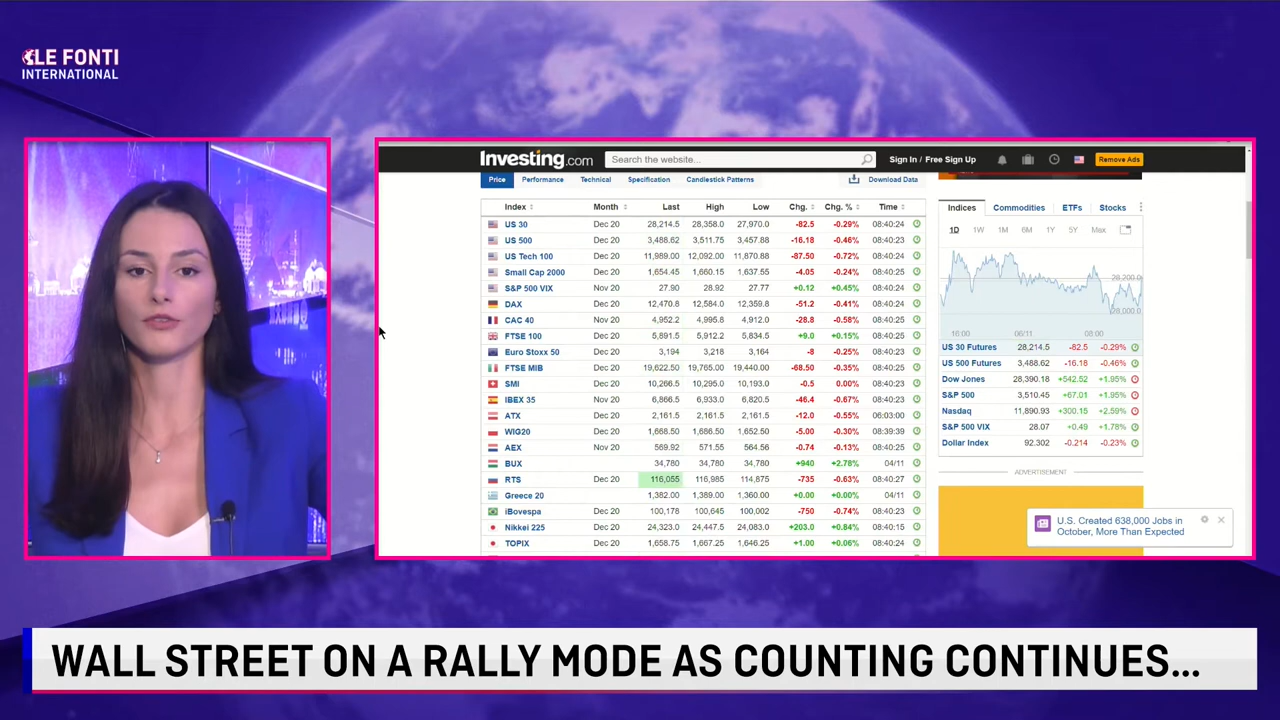 LE FONTI
INTERNATIONAL
Investing.com
Search the website...
Sign In / Free Sign Up
Remove Ads
Price Performance Technical Specification Candlestick Patterns Download Data
Index Month Last High Low Chg. Chg. % Time
US 30 Dec 20 28,214.5 28,358.0 27,970.0 -82.5 -0.29% 08:40:24
US 500 Dec 20 3,488.62 3,511.75 3,457.88 -16.18 -0.46% 08:40:24
US Tech 100 Dec 20 11,989.00 12,092.00 11,870.88 -87.50 -0.72% 08:40:24
Small Cap 2000 Dec 20 1,654.45 1,660.15 1,637.55 -4.05 -0.24% 08:40:25
S&P 500 VIX Nov 20 27.90 28.92 27.77 +0.12 +0.45% 08:40:24
DAX Dec 20 12,470.8 12,584.0 12,359.8 -51.2 -0.41% 08:40:24
CAC 40 Nov 20 4,952.2 4,995.8 4,912.0 -28.8 -0.58% 08:40:24
FTSE 100 Dec 20 5,891.5 5,912.2 5,834.5 +9.0 +0.15% 08:40:23
Euro Stoxx 50 Dec 20 3,194 3,218 3,164 -8 -0.25% 08:40:23
FTSE MIB Dec 20 19,622.50 19,765.00 19,440.00 -68.50 -0.35% 08:40:25
SMI Dec 20 10,266.5 10,295.0 10,193.0 -0.5 0.00% 08:40:23
IBEX 35 Nov 20 6,866.5 6,933.0 6,820.5 -46.4 -0.67% 08:40:23
ATX Dec 20 2,161.5 2,161.5 2,161.5 -12.0 -0.55% 06:03:00
WIG20 Dec 20 1,668.50 1,686.50 1,652.50 -5.00 -0.30% 08:39:39
AEX Nov 20 569.92 571.55 564.56 -0.74 -0.13% 08:40:25
BUX 34,780 34,780 34,780 +940 +2.78% 04/11
RTS Dec 20 116,055 116,985 114,875 -735 -0.63% 08:40:27
Greece 20 1,382.00 1,389.00 1,360.00 +0.00 +0.00% 04/11
iBovespa Dec 20 100,178 100,645 100,002 -750 -0.74% 08:40:23
Nikkei 225 Dec 20 24,323.0 24,447.5 24,083.0 +203.0 +0.84% 08:40:15
TOPIX Dec 20 1,658.75 1,667.25 1,646.25 +1.00 +0.06% 08:40:24
Indices Commodities ETFs Stocks
1D 1W 1M 6M 1Y 5Y Max
28,200.0
28,000.0
16:00 06/11 08:00
US 30 Futures 28,214.5 -82.5 -0.29%
US 500 Futures 3,488.62 -16.18 -0.46%
Dow Jones 28,390.18 +542.52 +1.95%
S&P 500 3,510.45 +67.01 +1.95%
Nasdaq 11,890.93 +300.15 +2.59%
S&P 500 VIX 28.07 +0.49 +1.78%
Dollar Index 92.302 -0.214 -0.23%
ADVERTISEMENT
U.S. Created 638,000 Jobs in
October, More Than Expected
WALL STREET ON A RALLY MODE AS COUNTING CONTINUES...